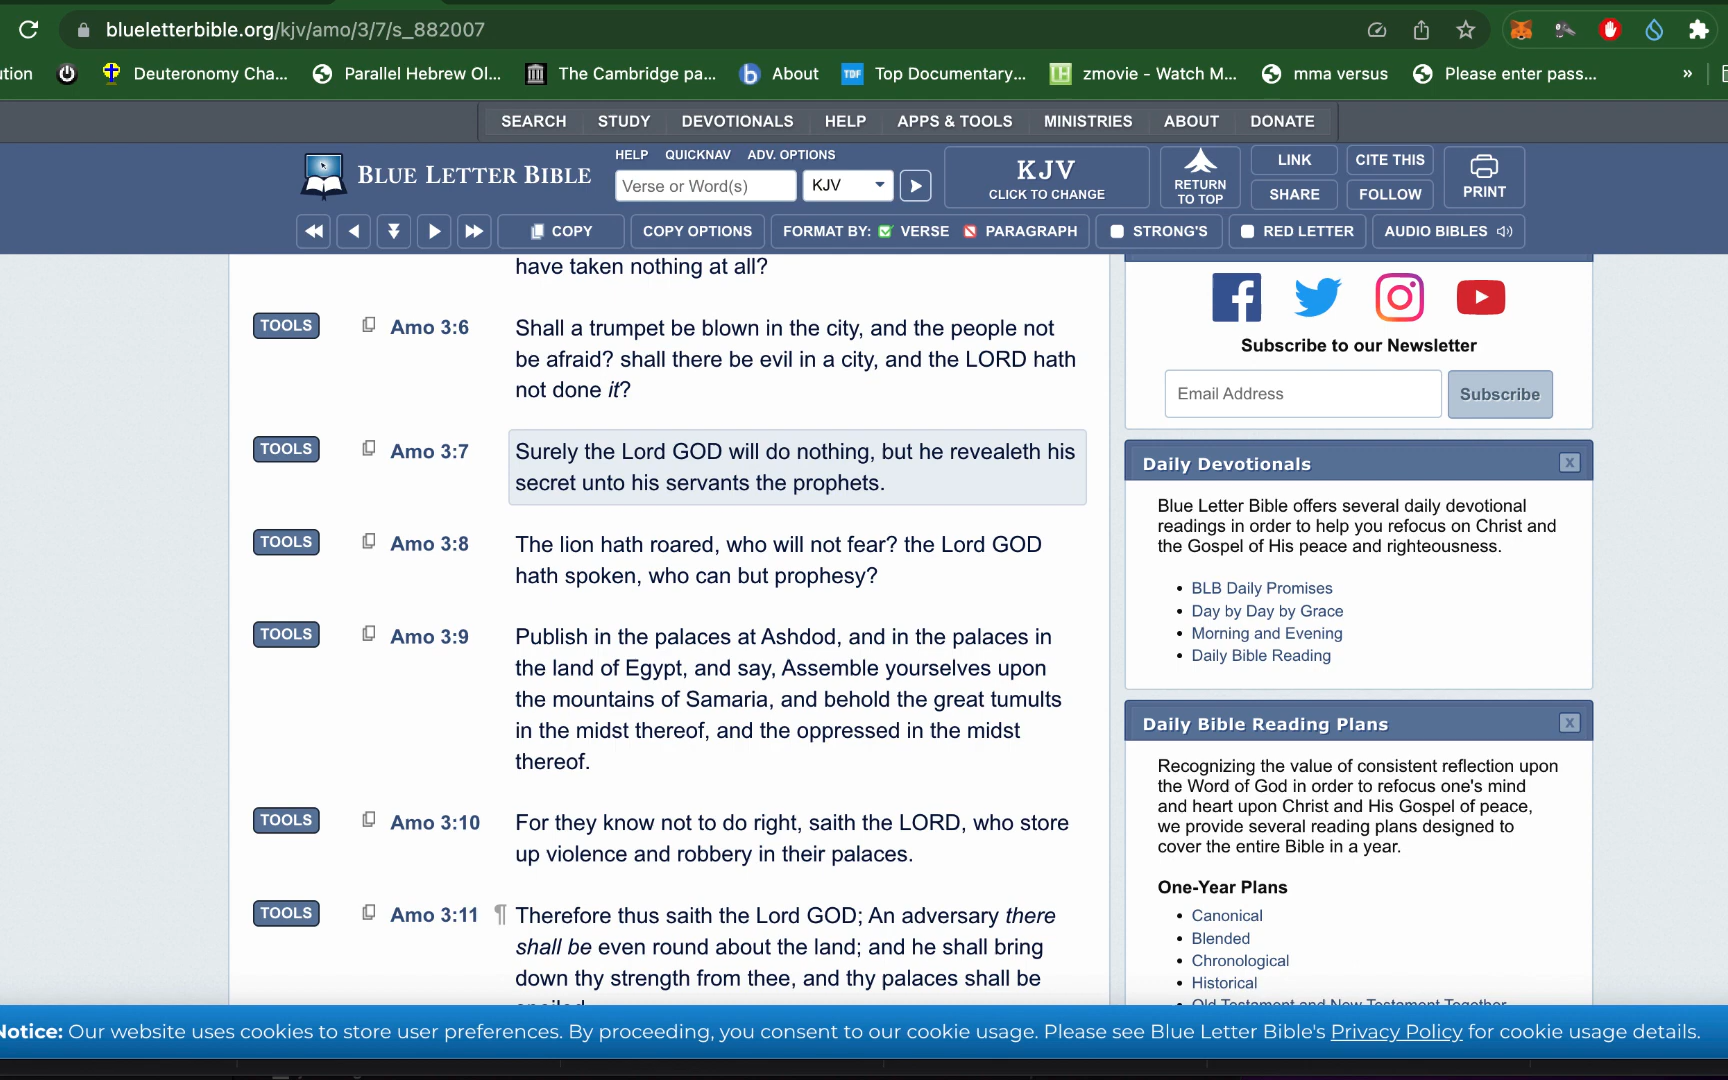 blueletterbible.org/kjv/amo/3/7/s_882007
Deuteronomy Cha...
Parallel Hebrew Ol...
The Cambridge pa...
About
TDF
Top Documentary...
zmovie - Watch M...
mma versus
Please enter pass...
»
SEARCH
STUDY
DEVOTIONALS
HELP
APPS & TOOLS
MINISTRIES
ABOUT
DONATE
BLUE LETTER BIBLE
HELP
QUICKNAV
ADV. OPTIONS
Verse or Word(s)
KJV
KJV
CLICK TO CHANGE
RETURN
TO TOP
LINK
CITE THIS
SHARE
FOLLOW
PRINT
COPY
COPY OPTIONS
FORMAT BY: VERSE PARAGRAPH
STRONG'S
RED LETTER
AUDIO BIBLES
have taken nothing at all?
TOOLS
Amo 3:6
Shall a trumpet be blown in the city, and the people not
be afraid? shall there be evil in a city, and the LORD hath
not done it?
TOOLS
Amo 3:7
Surely the Lord GOD will do nothing, but he revealeth his
secret unto his servants the prophets.
TOOLS
Amo 3:8
The lion hath roared, who will not fear? the Lord GOD
hath spoken, who can but prophesy?
TOOLS
Amo 3:9
Publish in the palaces at Ashdod, and in the palaces in
the land of Egypt, and say, Assemble yourselves upon
the mountains of Samaria, and behold the great tumults
in the midst thereof, and the oppressed in the midst
thereof.
TOOLS
Amo 3:10
For they know not to do right, saith the LORD, who store
up violence and robbery in their palaces.
TOOLS
Amo 3:11
¶ Therefore thus saith the Lord GOD; An adversary there
shall be even round about the land; and he shall bring
down thy strength from thee, and thy palaces shall be
Subscribe to our Newsletter
Email Address
Subscribe
Daily Devotionals
X
Blue Letter Bible offers several daily devotional
readings in order to help you refocus on Christ and
the Gospel of His peace and righteousness.
• BLB Daily Promises
• Day by Day by Grace
• Morning and Evening
• Daily Bible Reading
Daily Bible Reading Plans
X
Recognizing the value of consistent reflection upon
the Word of God in order to refocus one's mind
and heart upon Christ and His Gospel of peace,
we provide several reading plans designed to
cover the entire Bible in a year.
One-Year Plans
• Canonical
• Blended
• Chronological
• Historical
• Old Testament and New Testament Together
Notice: Our website uses cookies to store user preferences. By proceeding, you consent to our cookie usage. Please see Blue Letter Bible's Privacy Policy for cookie usage details.